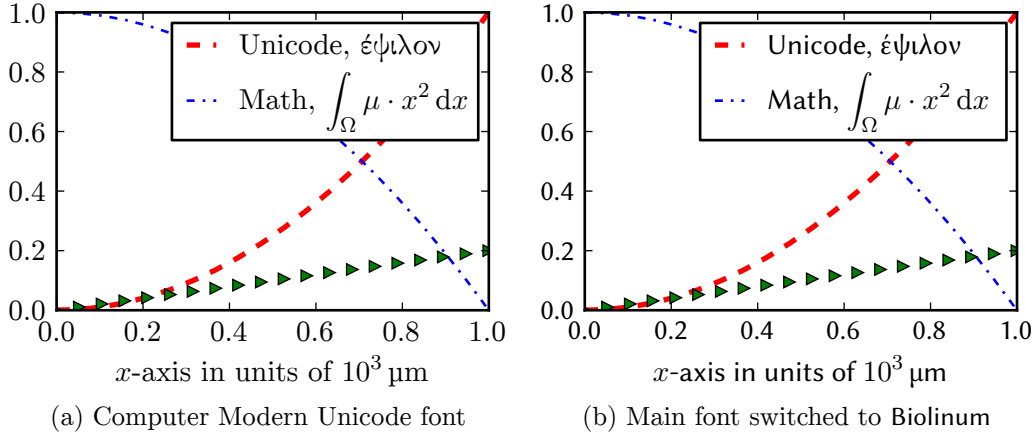 1.0
0.8
0.6
0.4
0.2
0.0
0.0 0.2 0.4 0.6 0.8 1.0
Unicode, έψιλον
Math, ∫_Ω μ · x² dx
x-axis in units of 10³ µm
(a) Computer Modern Unicode font
1.0
0.8
0.6
0.4
0.2
0.0
0.0 0.2 0.4 0.6 0.8 1.0
Unicode, έψιλον
Math, ∫_Ω μ · x² dx
x-axis in units of 10³ µm
(b) Main font switched to Biolinum